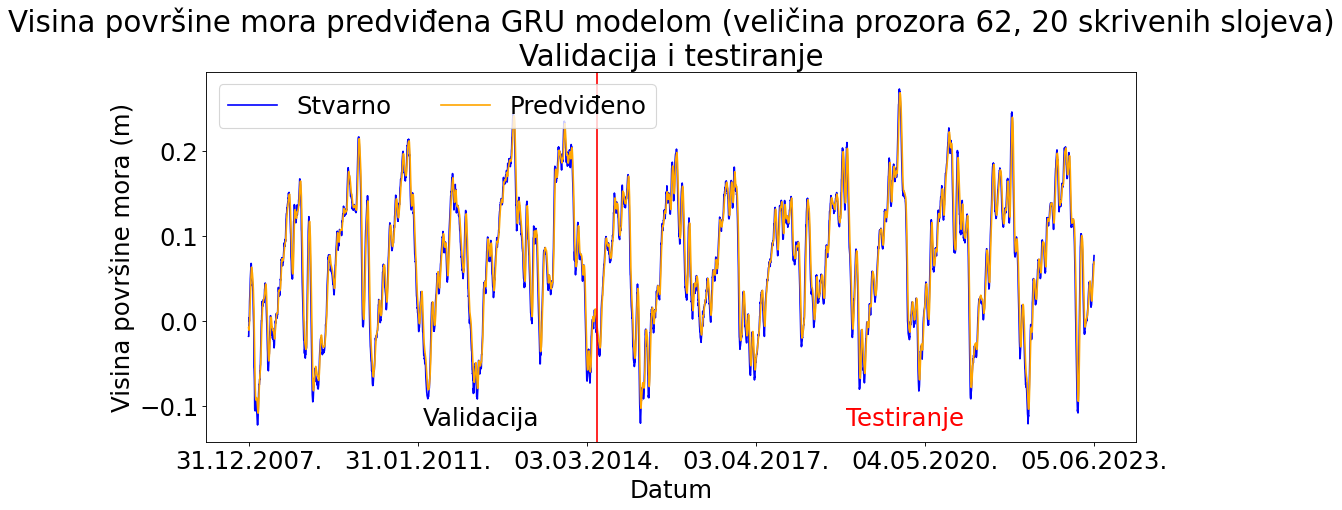 Visina površine mora predviđena GRU modelom (veličina prozora 62, 20 skrivenih slojeva)
Validacija i testiranje
Stvarno Predviđeno
Visina površine mora (m)
0.2
0.1
0.0
−0.1
Validacija Testiranje
31.12.2007. 31.01.2011. 03.03.2014. 03.04.2017. 04.05.2020. 05.06.2023.
Datum